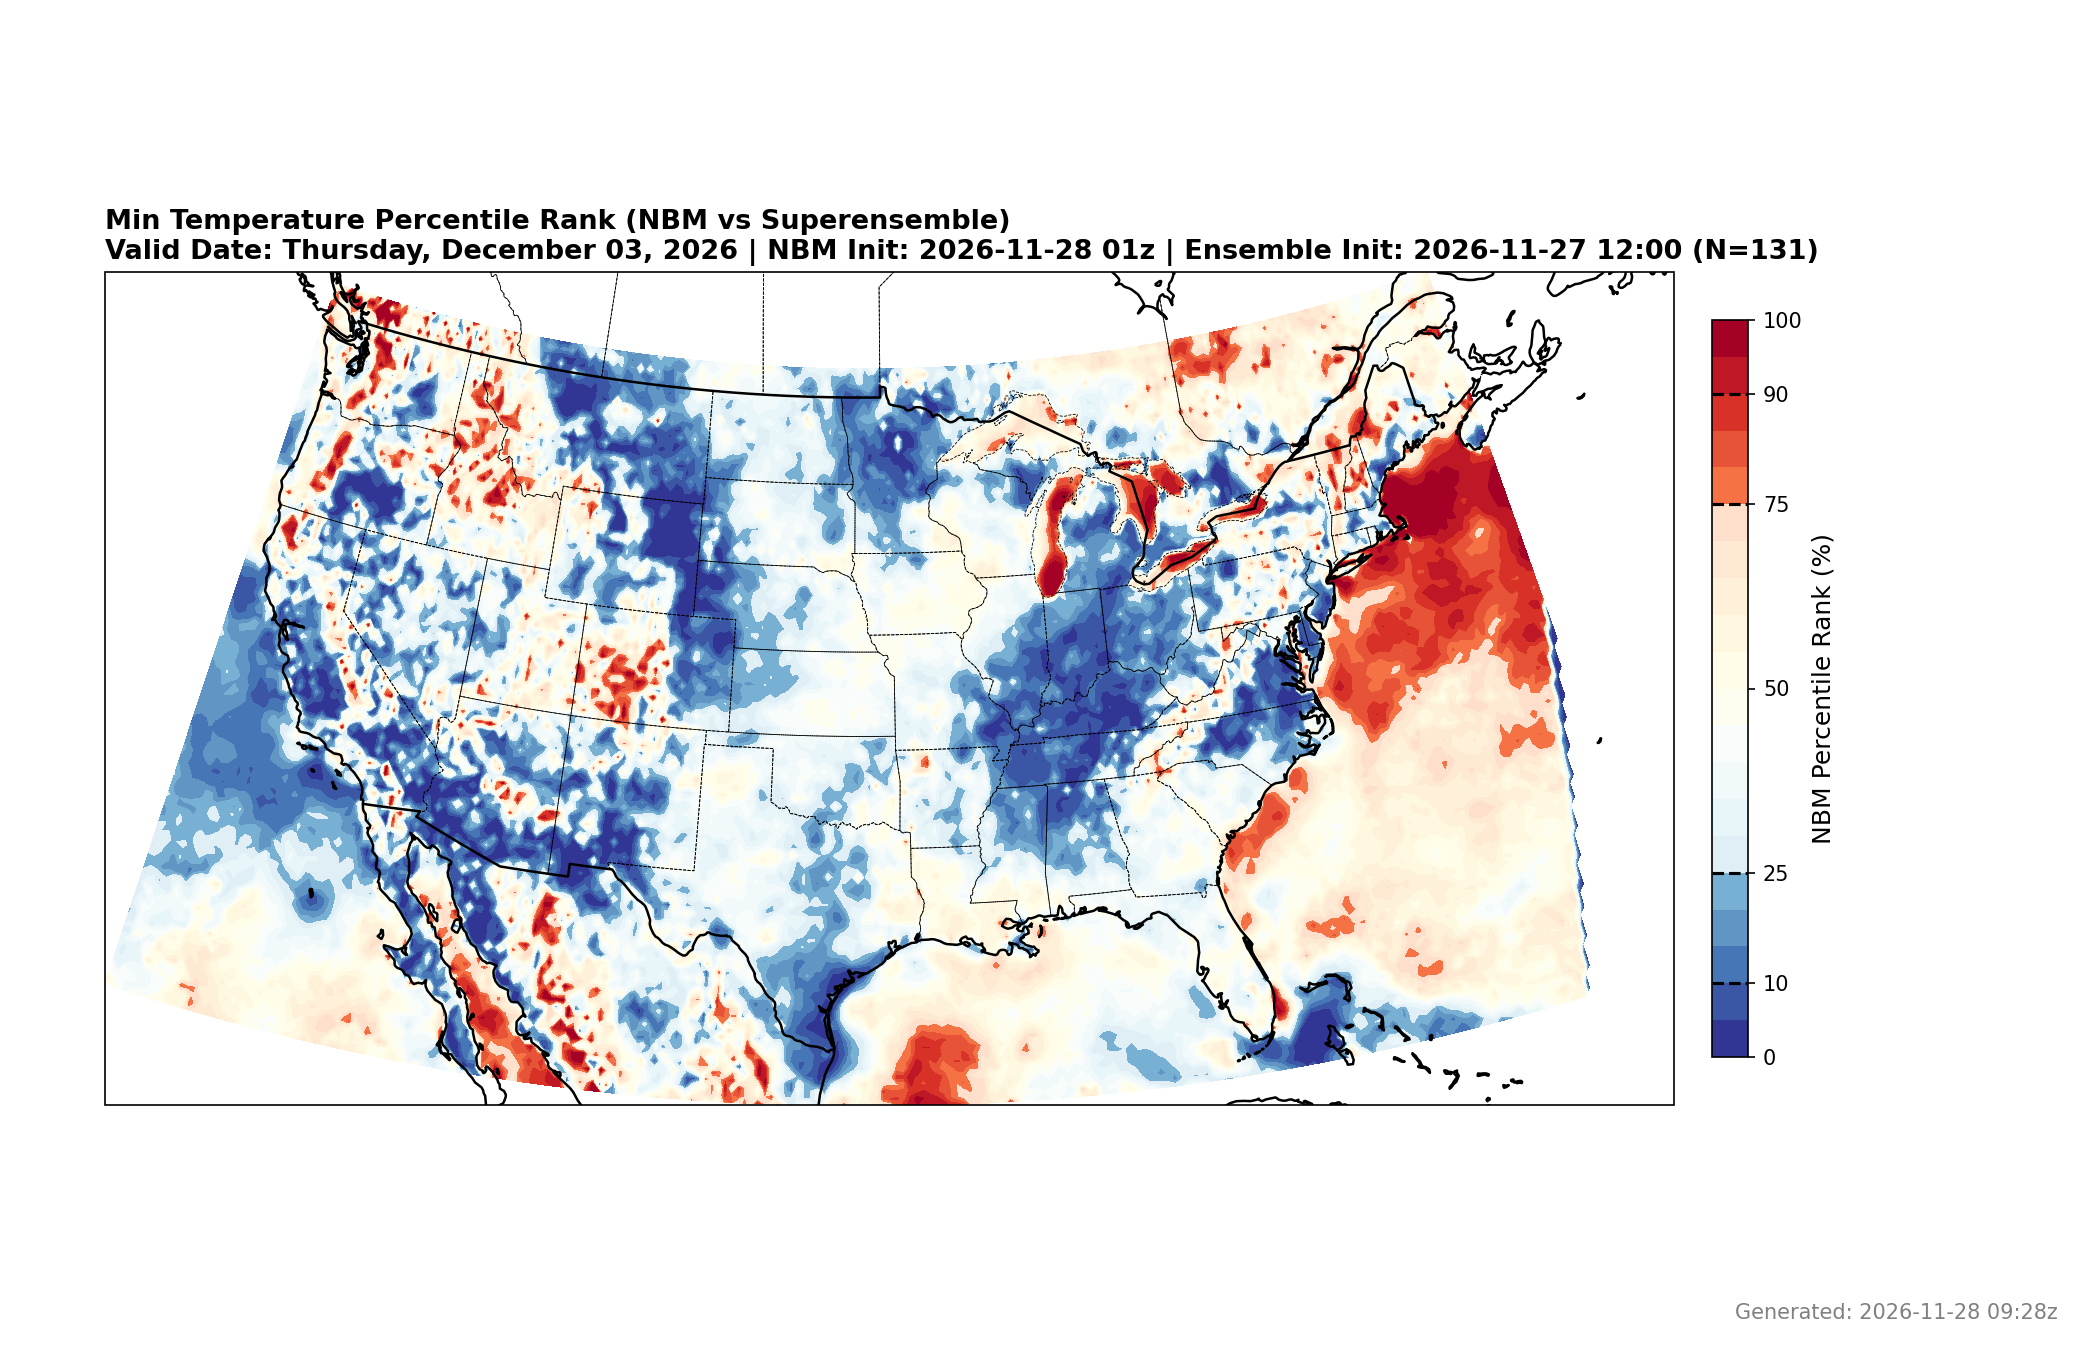 Min Temperature Percentile Rank (NBM vs Superensemble)
Valid Date: Thursday, December 03, 2026 | NBM Init: 2026-11-28 01z | Ensemble Init: 2026-11-27 12:00 (N=131)
100
90
75
50
25
10
0
NBM Percentile Rank (%)
Generated: 2026-11-28 09:28z